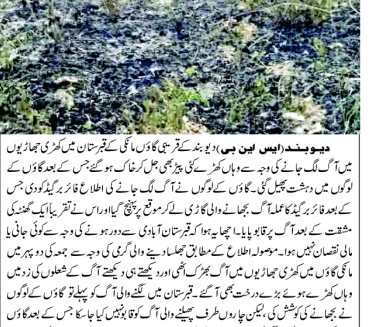 دیوبند (ایس این بی) دیوبند کے قریبی گاؤں مانکی کے قبرستان میں کھڑی جھاڑیوں
میں آگ لگ جانے کی وجہ سے وہاں کھڑے کئی پیڑ بھی جل کر خاک ہو گئے جس کے بعد گاؤں کے
لوگوں میں دہشت پھیل گئی۔ گاؤں کے لوگوں نے آگ لگ جانے کی اطلاع فائر بریگیڈ کو دی جس
کے بعد فائر بریگیڈ کا عملہ آگ بھجانے والی گاڑی لے کر موقع پر پہنچ گیا اور اس نے تقریباً ایک گھنٹہ کی
مشقت کے بعد آگ پر قابو پایا۔ اچھا یہ ہوا کہ قبرستان آبادی سے دور ہونے کی وجہ سے کوئی جانی یا
مالی نقصان نہیں ہوا۔ موصولہ اطلاع کے مطابق جھلسا دینے والی گرمی کی وجہ سے جمعہ کی دوپہر میں
مانکی گاؤں میں کھڑی جھاڑیوں میں آگ بھڑک اٹھی اور دیکھتے ہی دیکھتے آگ کے شعلوں کی زد میں
وہاں کھڑے ہوئے بڑے درخت بھی آ گئے۔ قبرستان میں لگنے والی آگ کو پہلے تو گاؤں کے لوگوں
نے بھجانے کی کوشش کی لیکن چاروں طرف پھیلنے والی آگ کو قابو نہیں کیا جا سکا جس کے بعد گاؤں